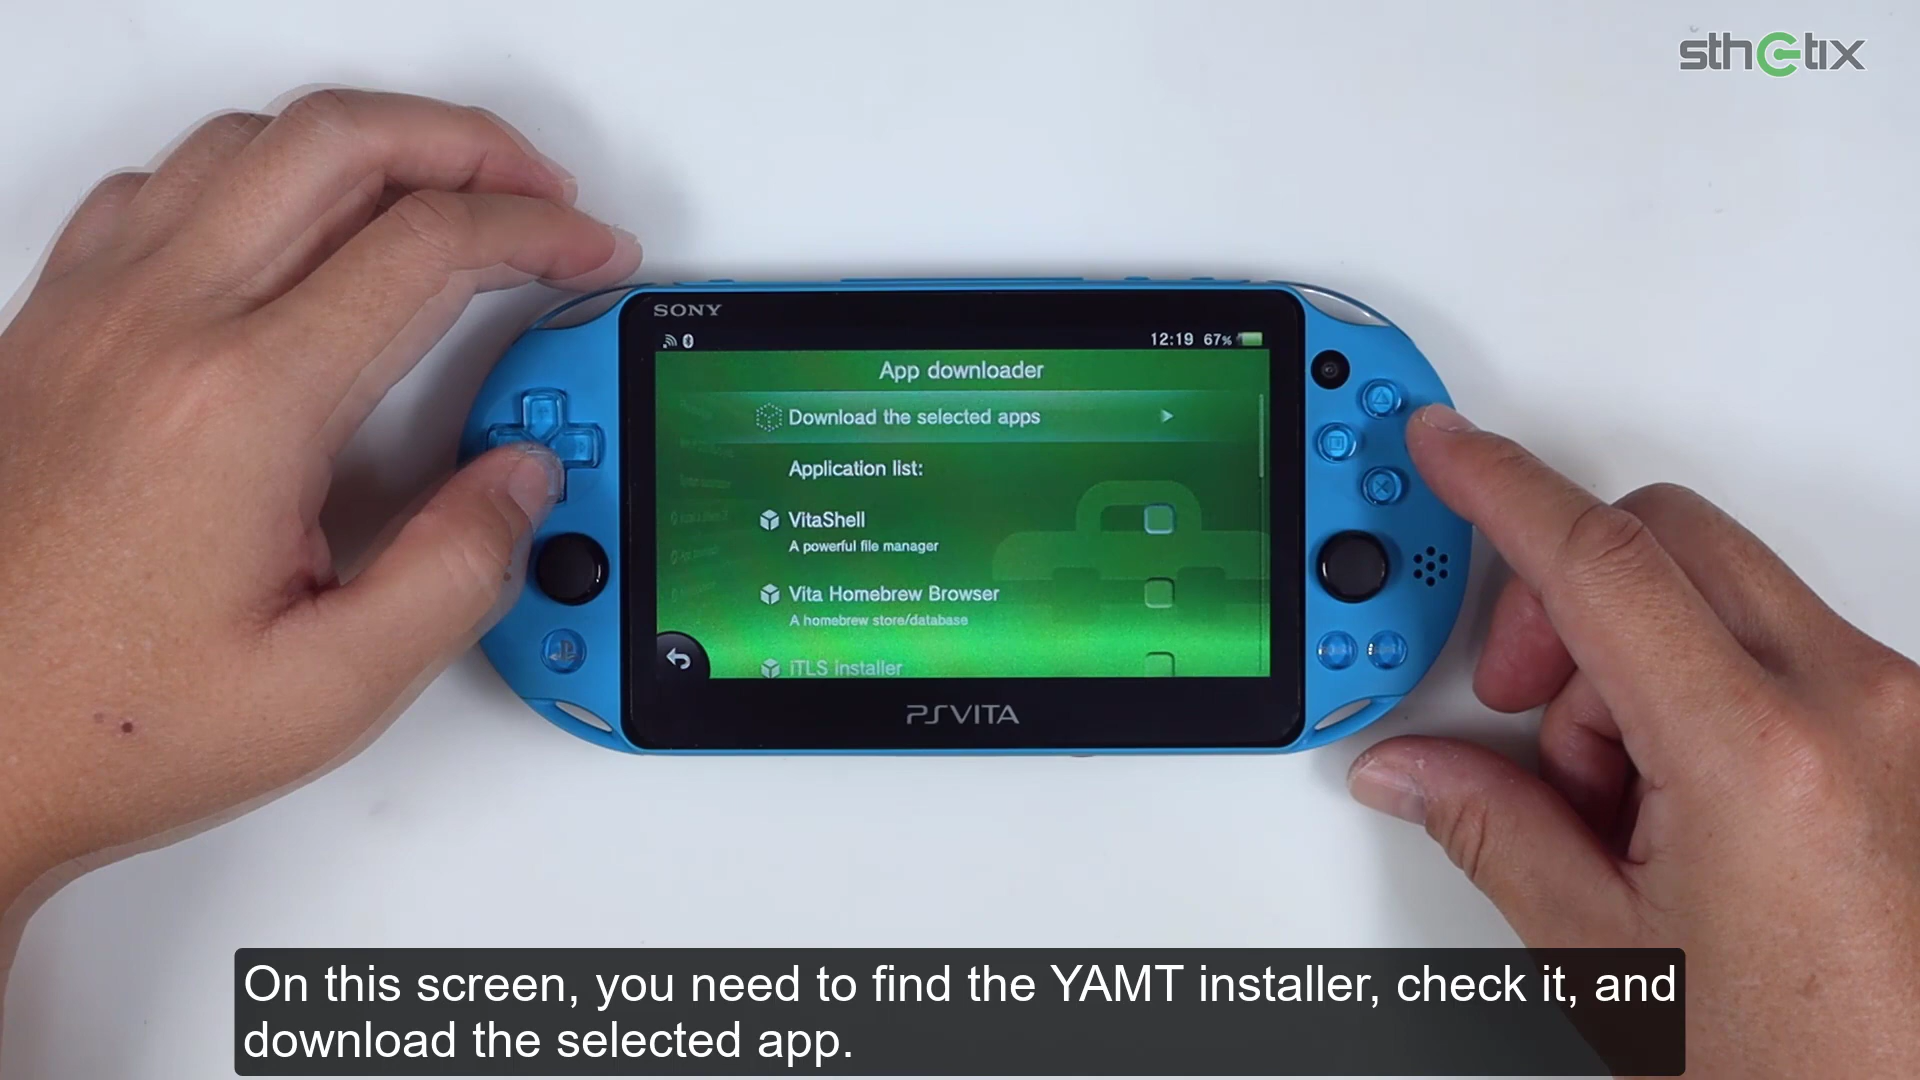 sthetix
SONY
12:19 67%
App downloader
Download the selected apps
Application list:
VitaShell
A powerful file manager
Vita Homebrew Browser
A homebrew store/database
iTLS Installer
PSVITA
On this screen, you need to find the YAMT installer, check it, and
download the selected app.